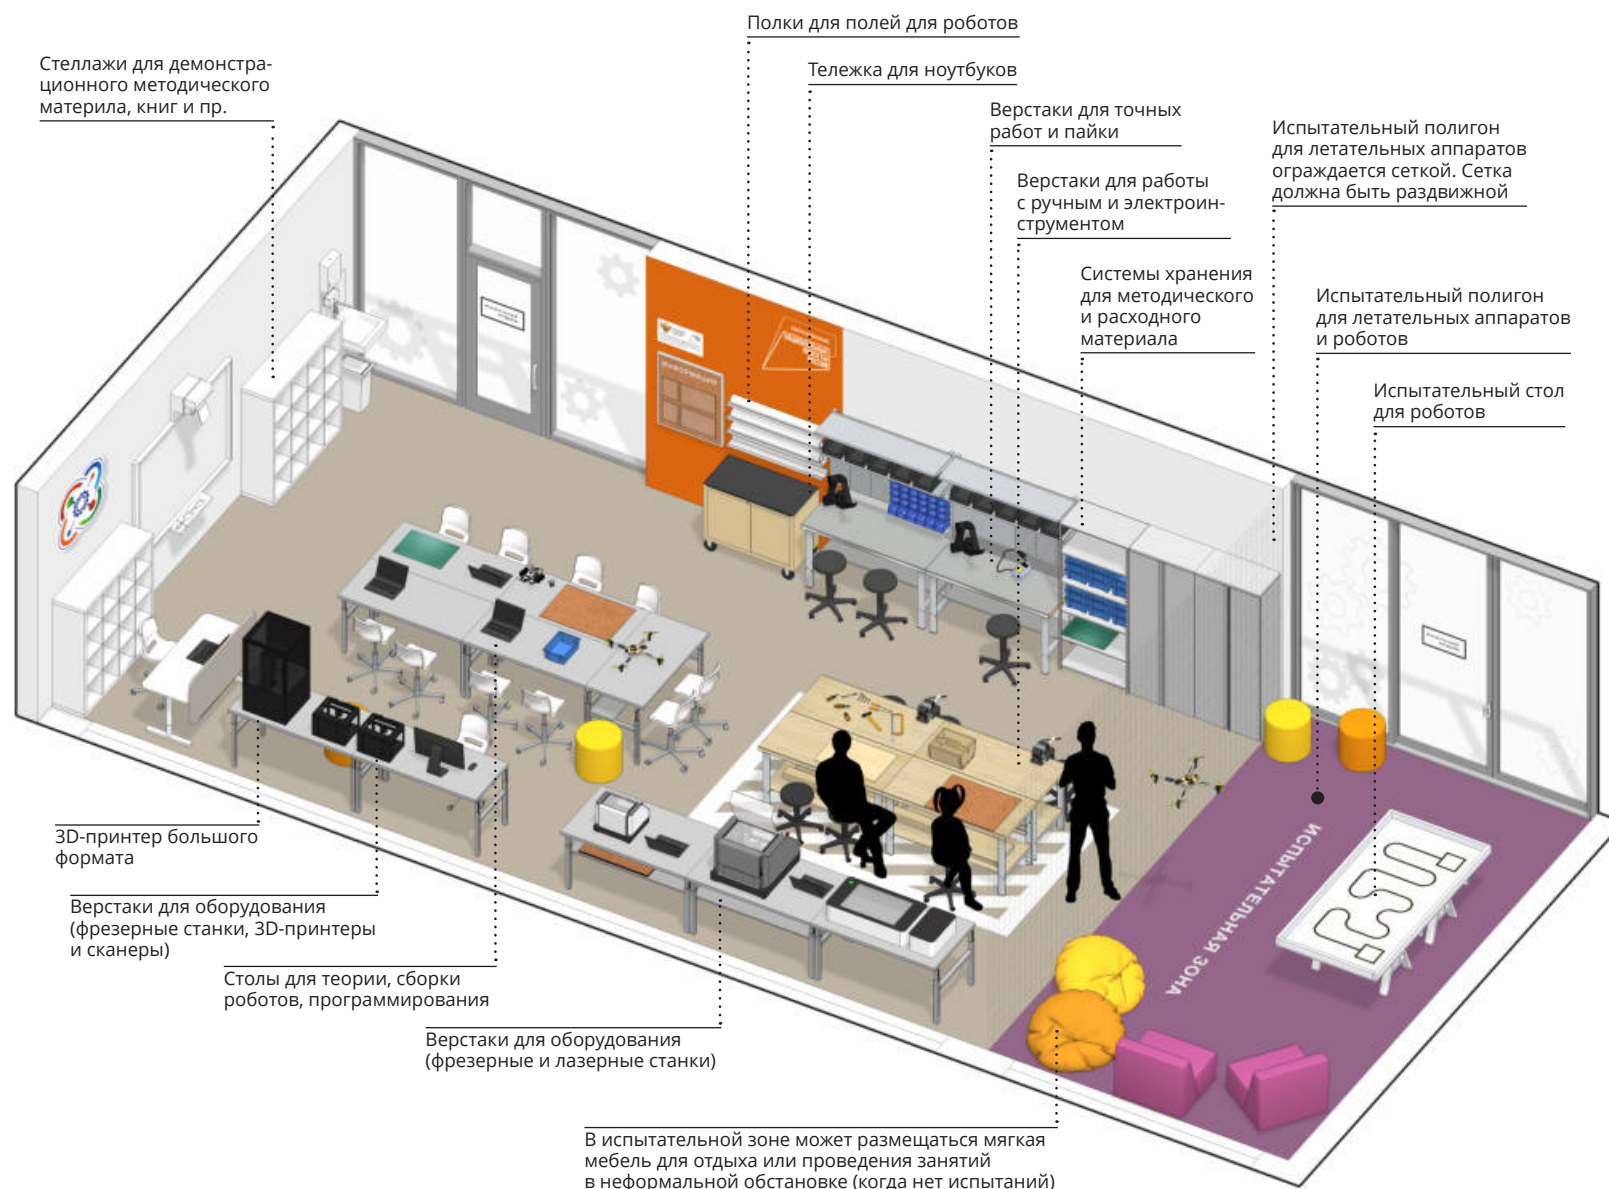 Полки для полей для роботов
Стеллажи для демонстра-
ционного методического
материла, книг и пр.
Тележка для ноутбуков
Верстаки для точных
работ и пайки
Испытательный полигон
для летательных аппаратов
ограждается сеткой. Сетка
должна быть раздвижной
Верстаки для работы
с ручным и электроин-
струментом
Системы хранения
для методического
и расходного
материала
Испытательный полигон
для летательных аппаратов
и роботов
Испытательный стол
для роботов
ИСПЫТАТЕЛЬНАЯ ЗОНА
3D-принтер большого
формата
Верстаки для оборудования
(фрезерные станки, 3D-принтеры
и сканеры)
Столы для теории, сборки
роботов, программирования
Верстаки для оборудования
(фрезерные и лазерные станки)
В испытательной зоне может размещаться мягкая
мебель для отдыха или проведения занятий
в неформальной обстановке (когда нет испытаний)